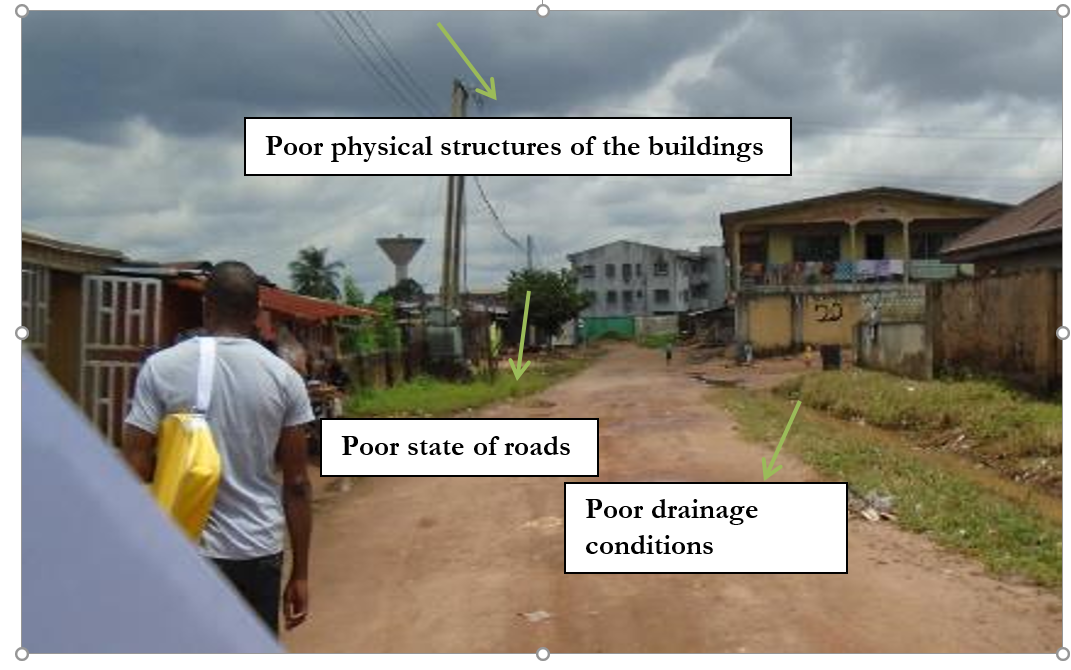 Poor physical structures of the buildings
Poor state of roads
Poor drainage
conditions